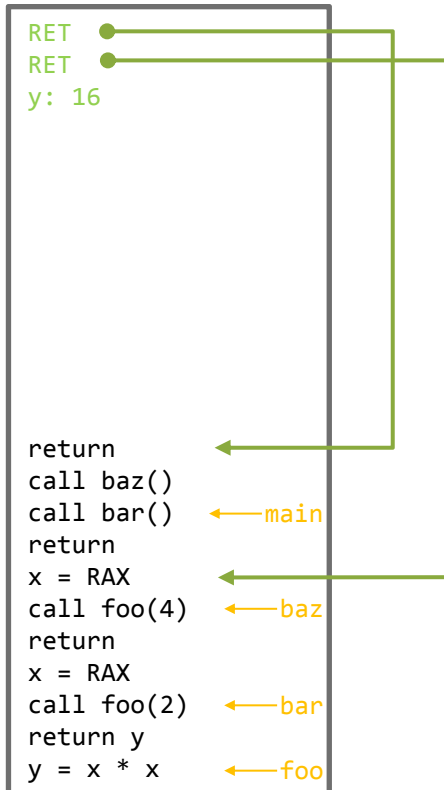 RET
RET
y: 16
return
call baz()
call bar() main
return
x = RAX
call foo(4) baz
return
x = RAX
call foo(2) bar
return y
y = x * x foo